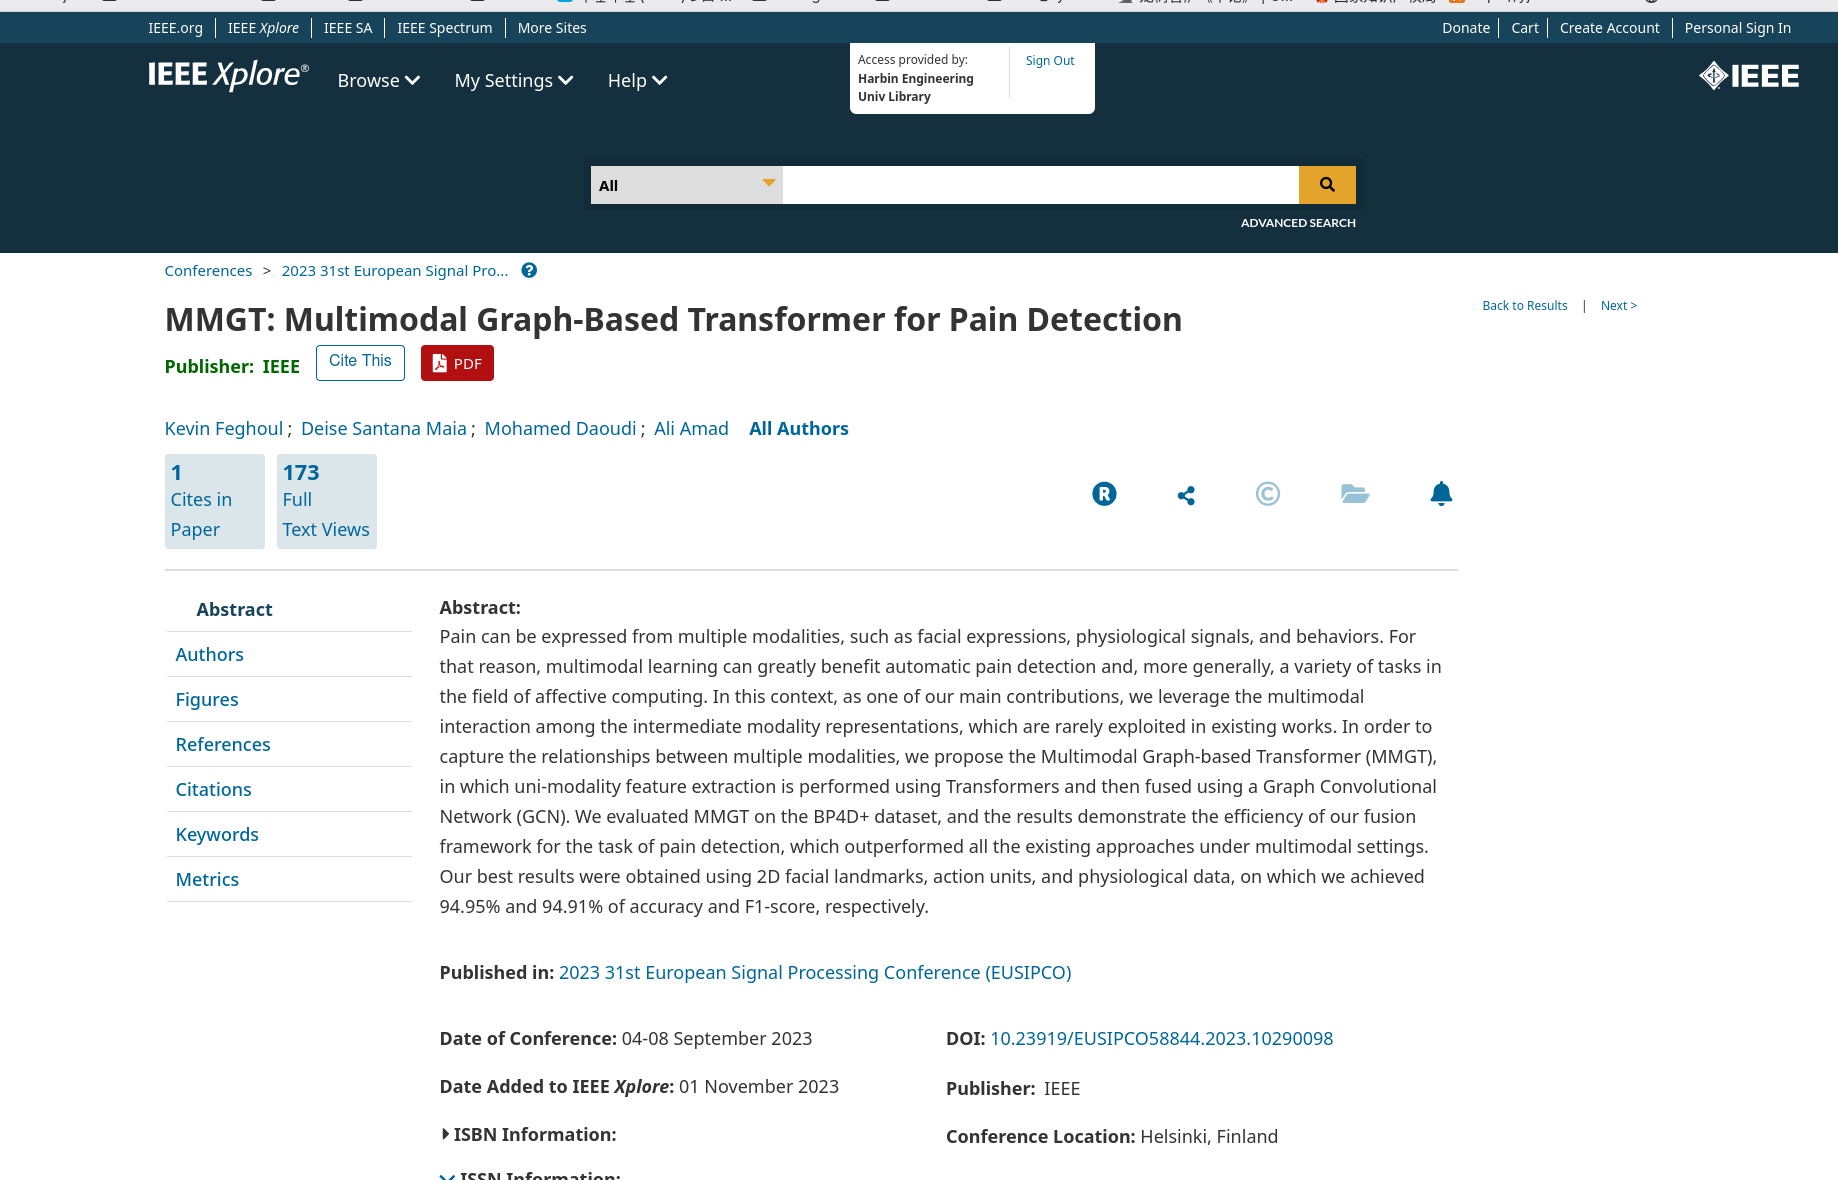 IEEE.org IEEE Xplore IEEE SA IEEE Spectrum More Sites Donate Cart Create Account Personal Sign In
IEEE Xplore® Browse My Settings Help
Access provided by: Sign Out
Harbin Engineering
Univ Library
IEEE
All
ADVANCED SEARCH
Conferences > 2023 31st European Signal Pro...
MMGT: Multimodal Graph-Based Transformer for Pain Detection
Back to Results | Next >
Publisher: IEEE Cite This PDF
Kevin Feghoul ; Deise Santana Maia ; Mohamed Daoudi ; Ali Amad All Authors
1
Cites in
Paper
173
Full
Text Views
Abstract
Authors
Figures
References
Citations
Keywords
Metrics
Abstract:
Pain can be expressed from multiple modalities, such as facial expressions, physiological signals, and behaviors. For
that reason, multimodal learning can greatly benefit automatic pain detection and, more generally, a variety of tasks in
the field of affective computing. In this context, as one of our main contributions, we leverage the multimodal
interaction among the intermediate modality representations, which are rarely exploited in existing works. In order to
capture the relationships between multiple modalities, we propose the Multimodal Graph-based Transformer (MMGT),
in which uni-modality feature extraction is performed using Transformers and then fused using a Graph Convolutional
Network (GCN). We evaluated MMGT on the BP4D+ dataset, and the results demonstrate the efficiency of our fusion
framework for the task of pain detection, which outperformed all the existing approaches under multimodal settings.
Our best results were obtained using 2D facial landmarks, action units, and physiological data, on which we achieved
94.95% and 94.91% of accuracy and F1-score, respectively.
Published in: 2023 31st European Signal Processing Conference (EUSIPCO)
Date of Conference: 04-08 September 2023
Date Added to IEEE Xplore: 01 November 2023
ISBN Information:
ISSN Information:
DOI: 10.23919/EUSIPCO58844.2023.10290098
Publisher: IEEE
Conference Location: Helsinki, Finland